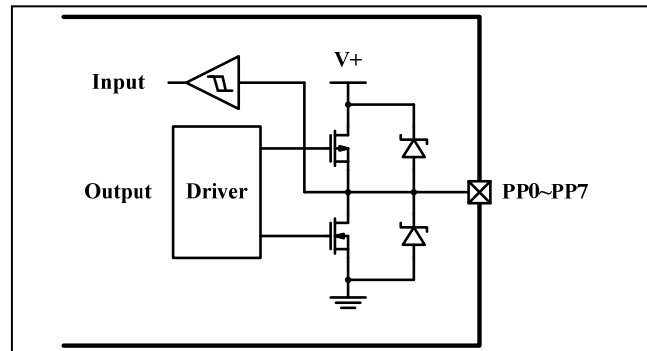 V+
Input
Output
Driver
PP0~PP7